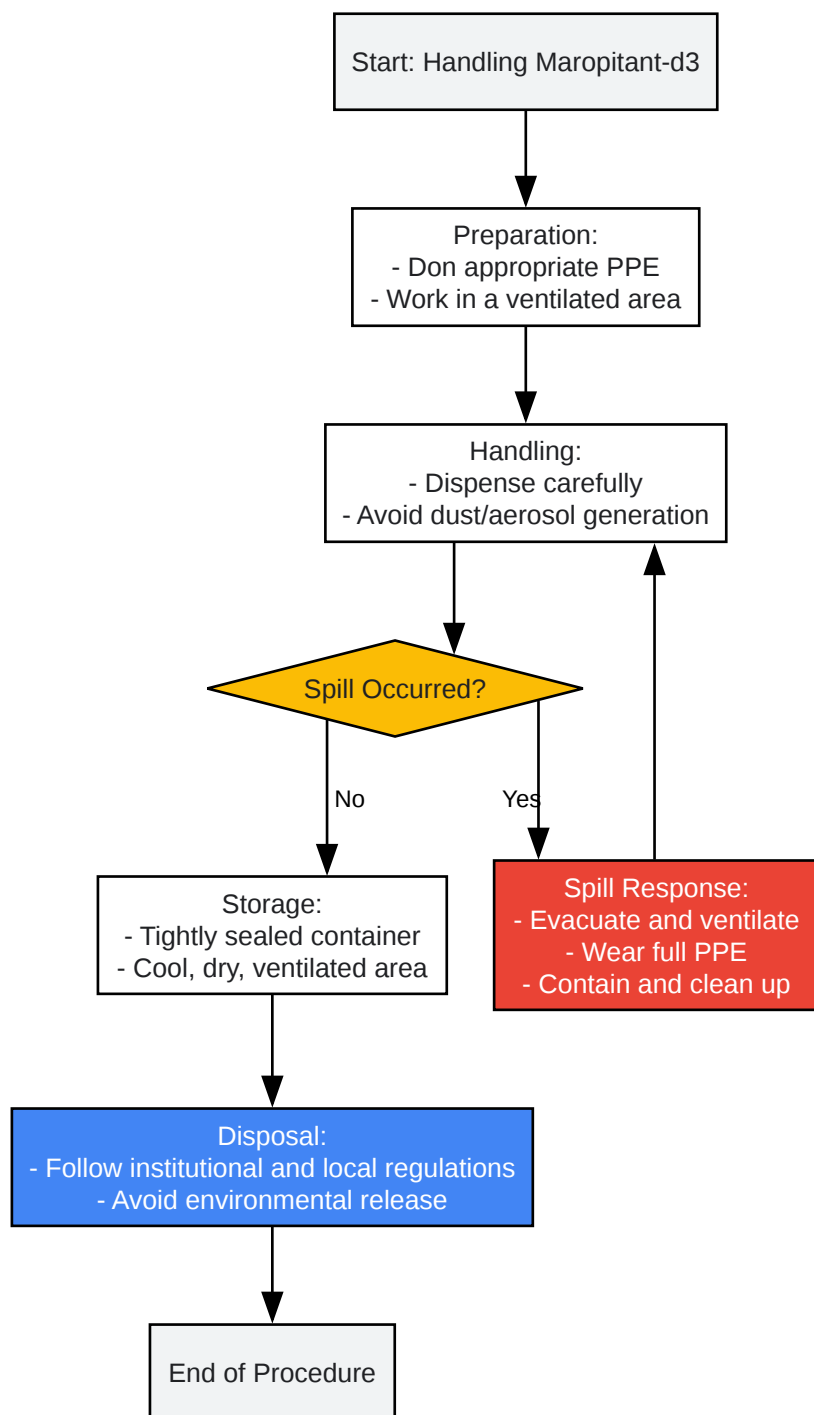 Start: Handling Maropitant-d3
Preparation:
- Don appropriate PPE
- Work in a ventilated area
Handling:
- Dispense carefully
- Avoid dust/aerosol generation
Spill Occurred?
No
Yes
Storage:
- Tightly sealed container
- Cool, dry, ventilated area
Spill Response:
- Evacuate and ventilate
- Wear full PPE
- Contain and clean up
Disposal:
- Follow institutional and local regulations
- Avoid environmental release
End of Procedure